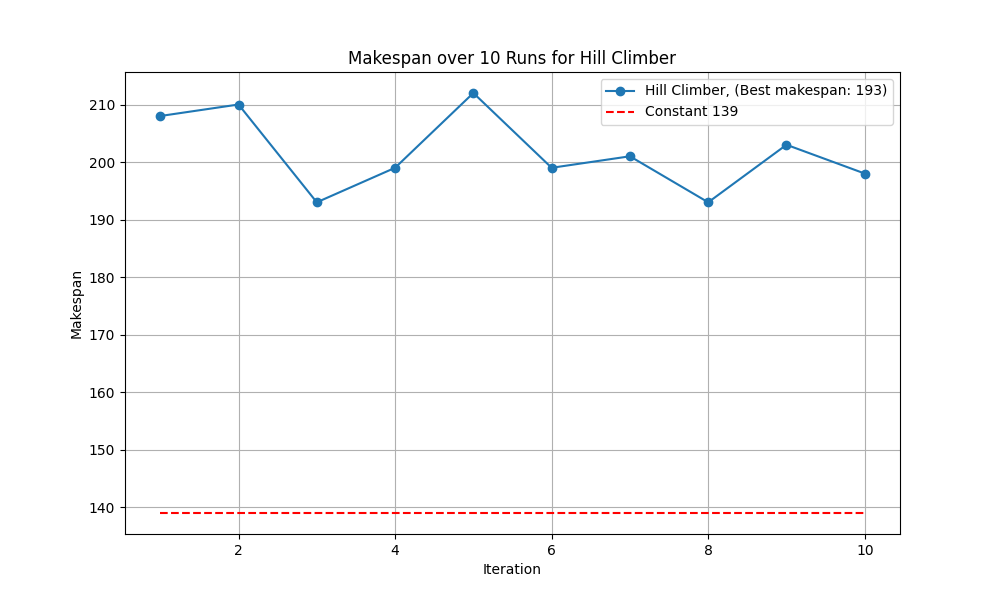 Makespan over 10 Runs for Hill Climber
Hill Climber, (Best makespan: 193)
Constant 139
Makespan
210
200
190
180
170
160
150
140
2 4 6 8 10
Iteration